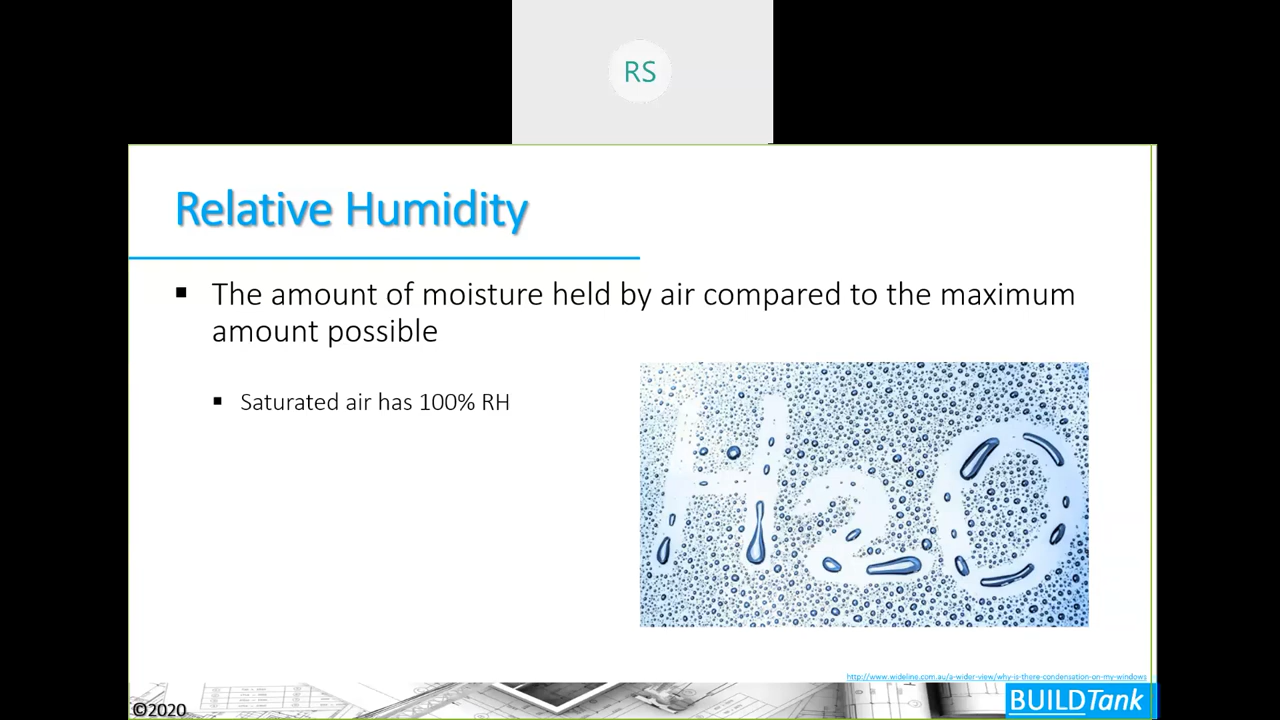 RS
Relative Humidity
▪ The amount of moisture held by air compared to the maximum
amount possible
▪ Saturated air has 100% RH
H2O
http://www.wideline.com.au/a-wider-view/why-is-there-condensation-on-my-windows
©2020
BUILDTank